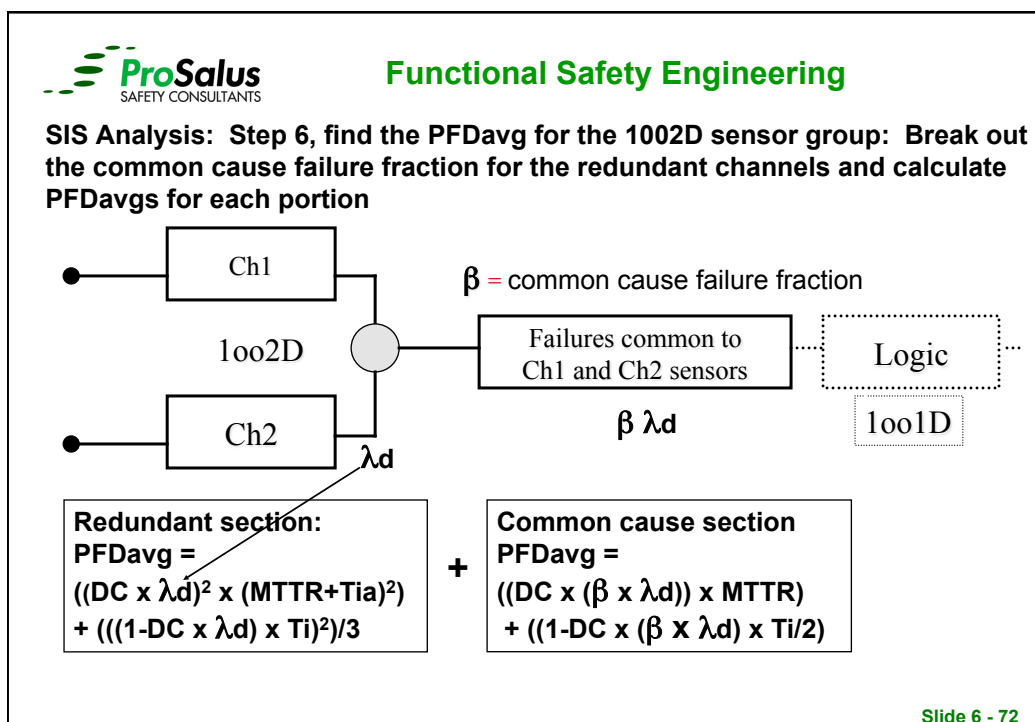 ProSalus
SAFETY CONSULTANTS
Functional Safety Engineering
SIS Analysis: Step 6, find the PFDavg for the 1002D sensor group: Break out
the common cause failure fraction for the redundant channels and calculate
PFDavgs for each portion
Ch1
β = common cause failure fraction
1oo2D
Failures common to
Ch1 and Ch2 sensors
Logic
Ch2
β λd
1oo1D
λd
Redundant section:
PFDavg =
((DC x λd)² x (MTTR+Tia)²)
+ (((1-DC x λd) x Ti)²)/3
+
Common cause section
PFDavg =
((DC x (β x λd)) x MTTR)
+ ((1-DC x (β x λd) x Ti/2)
Slide 6 - 72